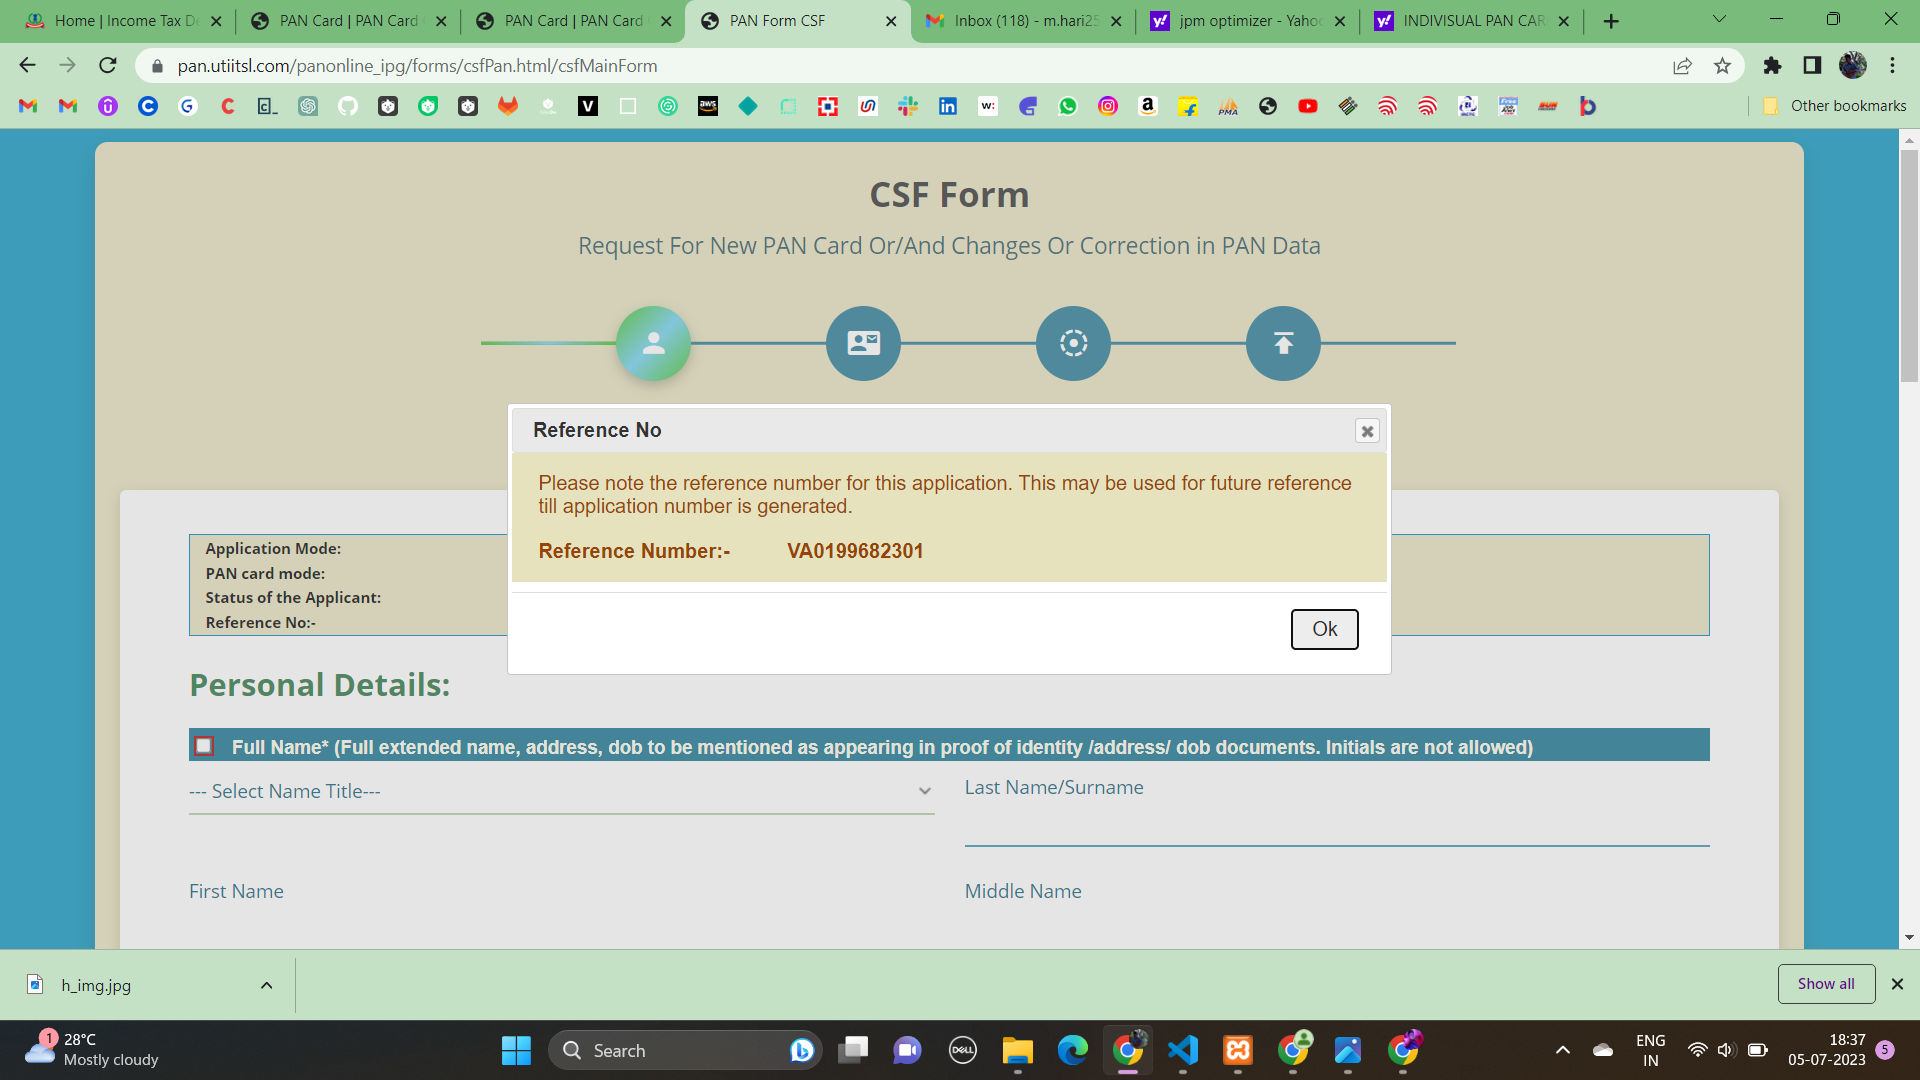 Home | Income Tax De
PAN Card | PAN Card
PAN Card | PAN Card
PAN Form CSF
Inbox (118) - m.hari25
jpm optimizer - Yahoo
INDIVISUAL PAN CAR
pan.utiitsl.com/panonline_ipg/forms/csfPan.html/csfMainForm
Other bookmarks
CSF Form
Request For New PAN Card Or/And Changes Or Correction in PAN Data
Reference No
Please note the reference number for this application. This may be used for future reference
till application number is generated.
Reference Number:- VA0199682301
Ok
Application Mode:
PAN card mode:
Status of the Applicant:
Reference No:-
Personal Details:
Full Name* (Full extended name, address, dob to be mentioned as appearing in proof of identity /address/ dob documents. Initials are not allowed)
--- Select Name Title---
Last Name/Surname
First Name
Middle Name
h_img.jpg
Show all
1
28°C
Mostly cloudy
Search
DELL
ENG
IN
18:37
05-07-2023
5